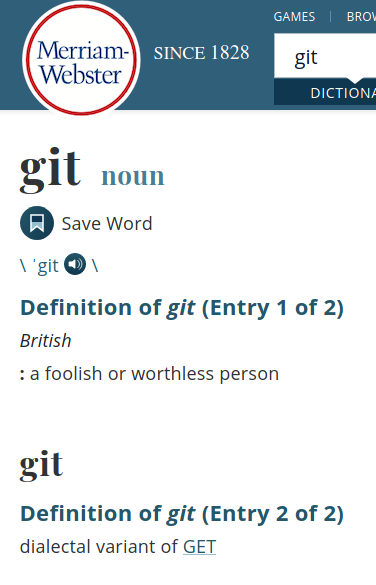 GAMES
Merriam-
Webster
SINCE 1828
git
git noun
Save Word
\ ˈgit \
Definition of git (Entry 1 of 2)
British
: a foolish or worthless person
git
Definition of git (Entry 2 of 2)
dialectal variant of GET